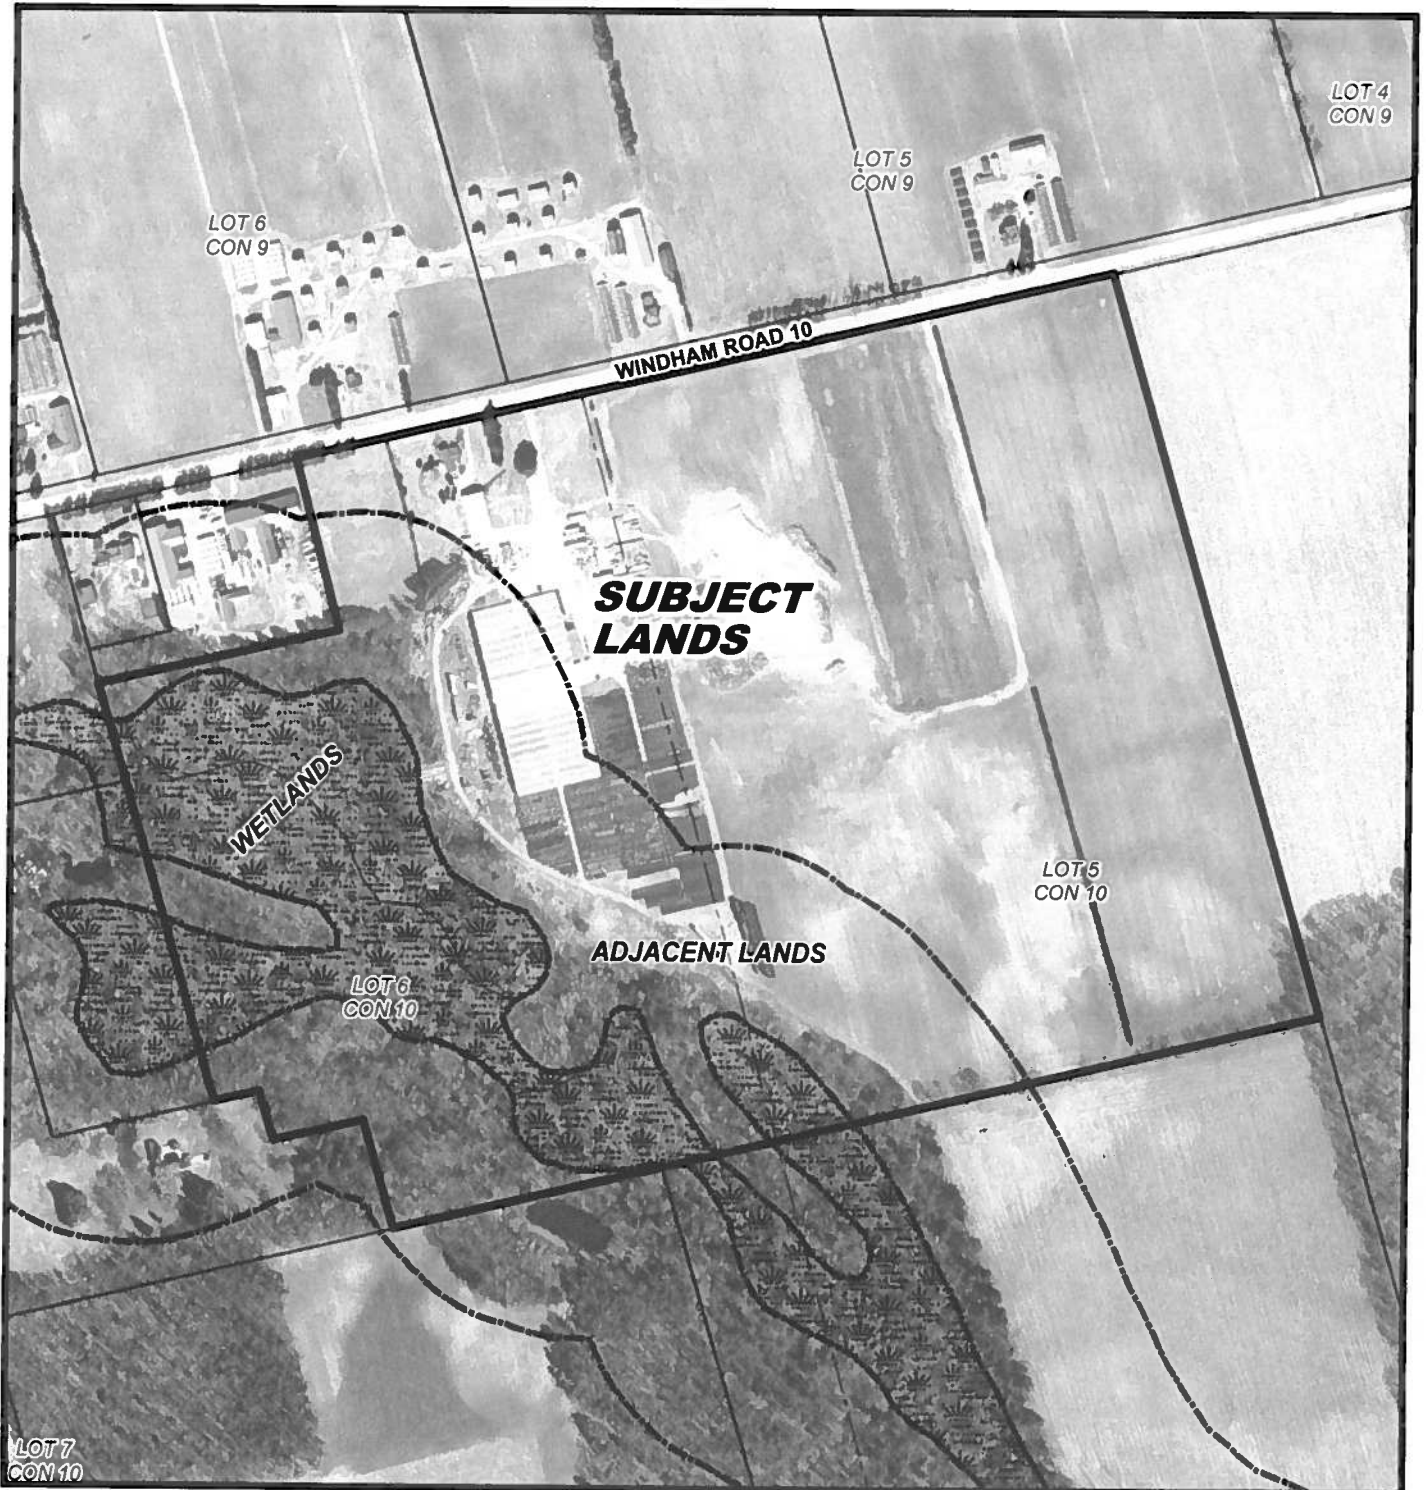 LOT 4
CON 9
LOT 5
CON 9
LOT 6
CON 9
WINDHAM ROAD 10
SUBJECT
LANDS
WETLANDS
LOT 5
CON 10
ADJACENT LANDS
LOT 6
CON 10
LOT 7
CON 10